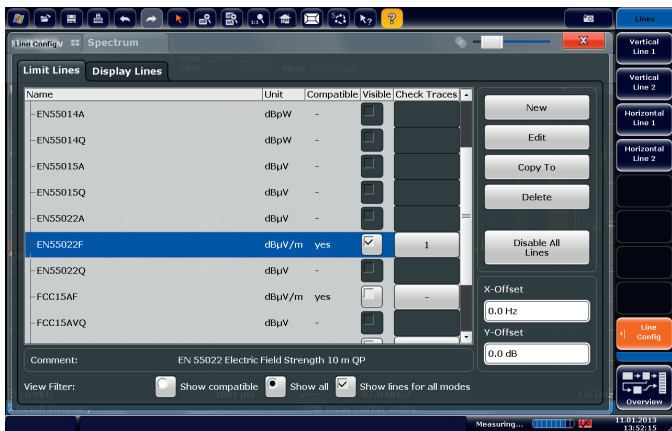 Lines
Line Config
Spectrum
Limit Lines Display Lines
Name Unit Compatible Visible Check Traces
EN55014A dBpW -
EN55014Q dBpW -
EN55015A dBµV -
EN55015Q dBµV -
EN55022A dBµV -
EN55022F dBµV/m yes 1
EN55022Q dBµV -
FCC15AF dBµV/m yes -
FCC15AVQ dBµV -
Comment: EN 55022 Electric Field Strength 10 m QP
View Filter: Show compatible Show all Show lines for all modes
New
Edit
Copy To
Delete
Disable All
Lines
X-Offset
0.0 Hz
Y-Offset
0.0 dB
Vertical
Line 1
Vertical
Line 2
Horizontal
Line 1
Horizontal
Line 2
Line
Config
Overview
Measuring...
11.01.2013
13:52:15